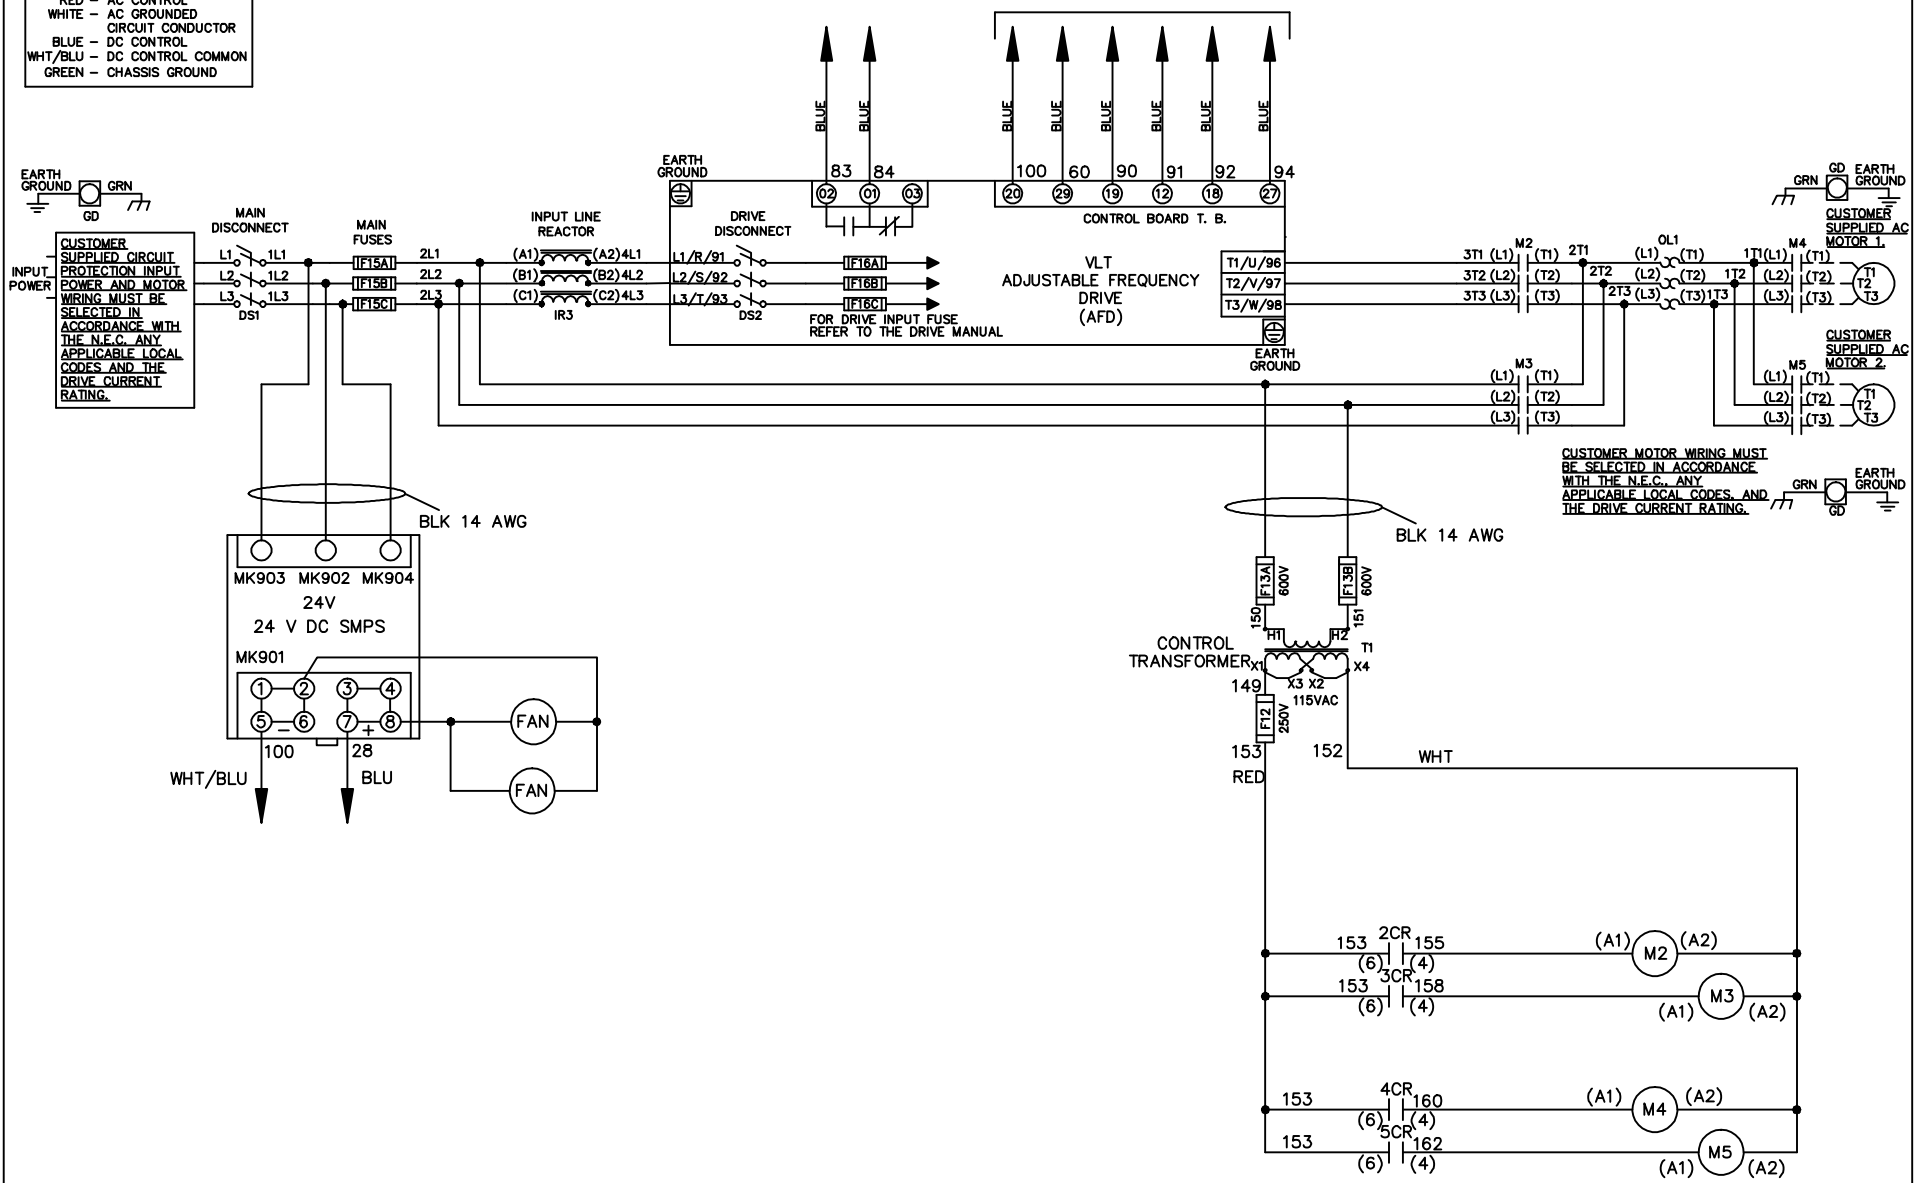 RED - AC CONTROL
WHITE - AC GROUNDED
CIRCUIT CONDUCTOR
BLUE - DC CONTROL
WHT/BLU - DC CONTROL COMMON
GREEN - CHASSIS GROUND
BLUE
BLUE
BLUE
BLUE
BLUE
BLUE
BLUE
BLUE
EARTH
GROUND
GRN
GD
MAIN
DISCONNECT
L1 1L1
L2 1L2
L3 1L3
DS1
MAIN
FUSES
F15A
F15B
F15C
2L1
2L2
2L3
INPUT LINE
REACTOR
(A1) (A2) 4L1
(B1) (B2) 4L2
(C1) (C2) 4L3
IR3
EARTH
GROUND
83 84
02 01 03
100 60 90 91 92 94
20 29 19 12 18 27
CONTROL BOARD T. B.
DRIVE
DISCONNECT
L1/R/91
L2/S/92
L3/T/93
DS2
F16A
F16B
F16C
FOR DRIVE INPUT FUSE
REFER TO THE DRIVE MANUAL
VLT
ADJUSTABLE FREQUENCY
DRIVE
(AFD)
T1/U/96
T2/V/97
T3/W/98
EARTH
GROUND
INPUT
POWER
CUSTOMER
SUPPLIED CIRCUIT
PROTECTION INPUT
POWER AND MOTOR
WIRING MUST BE
SELECTED IN
ACCORDANCE WITH
THE N.E.C. ANY
APPLICABLE LOCAL
CODES AND THE
DRIVE CURRENT
RATING.
M2
3T1 (L1) (T1) 2T1
3T2 (L2) (T2) 2T2
3T3 (L3) (T3) 2T3
OL1
(L1) (T1) 1T1
(L2) (T2) 1T2
(L3) (T3) 1T3
M4
(L1) (T1)
(L2) (T2)
(L3) (T3)
T1
T2
T3
GRN
GD
EARTH
GROUND
CUSTOMER
SUPPLIED AC
MOTOR 1.
M3
(L1) (T1)
(L2) (T2)
(L3) (T3)
M5
(L1) (T1)
(L2) (T2)
(L3) (T3)
T1
T2
T3
CUSTOMER
SUPPLIED AC
MOTOR 2.
CUSTOMER MOTOR WIRING MUST
BE SELECTED IN ACCORDANCE
WITH THE N.E.C., ANY
APPLICABLE LOCAL CODES, AND
THE DRIVE CURRENT RATING.
GRN
GD
EARTH
GROUND
BLK 14 AWG
BLK 14 AWG
MK903 MK902 MK904
24V
24 V DC SMPS
MK901
1 2 3 4
5 6 7 8
- +
100 28
WHT/BLU BLU
FAN
FAN
F13A
600V
F13B
600V
150
151
H1 H2
T1
CONTROL
TRANSFORMER
X1 X4
X3 X2
115VAC
149
F12
250V
153
RED
152
WHT
153 2CR 155
(6) (4)
(A1) M2 (A2)
153 3CR 158
(6) (4)
(A1) M3 (A2)
153 4CR 160
(6) (4)
(A1) M4 (A2)
153 5CR 162
(6) (4)
(A1) M5 (A2)